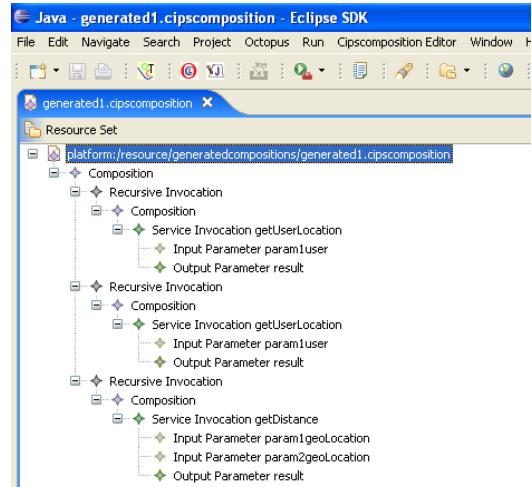 Java - generated1.cipscomposition - Eclipse SDK
File Edit Navigate Search Project Octopus Run Cipscomposition Editor Window H
generated1.cipscomposition
Resource Set
platform:/resource/generatedcompositions/generated1.cipscomposition
Composition
Recursive Invocation
Composition
Service Invocation getUserLocation
Input Parameter param1user
Output Parameter result
Recursive Invocation
Composition
Service Invocation getUserLocation
Input Parameter param1user
Output Parameter result
Recursive Invocation
Composition
Service Invocation getDistance
Input Parameter param1geoLocation
Input Parameter param2geoLocation
Output Parameter result